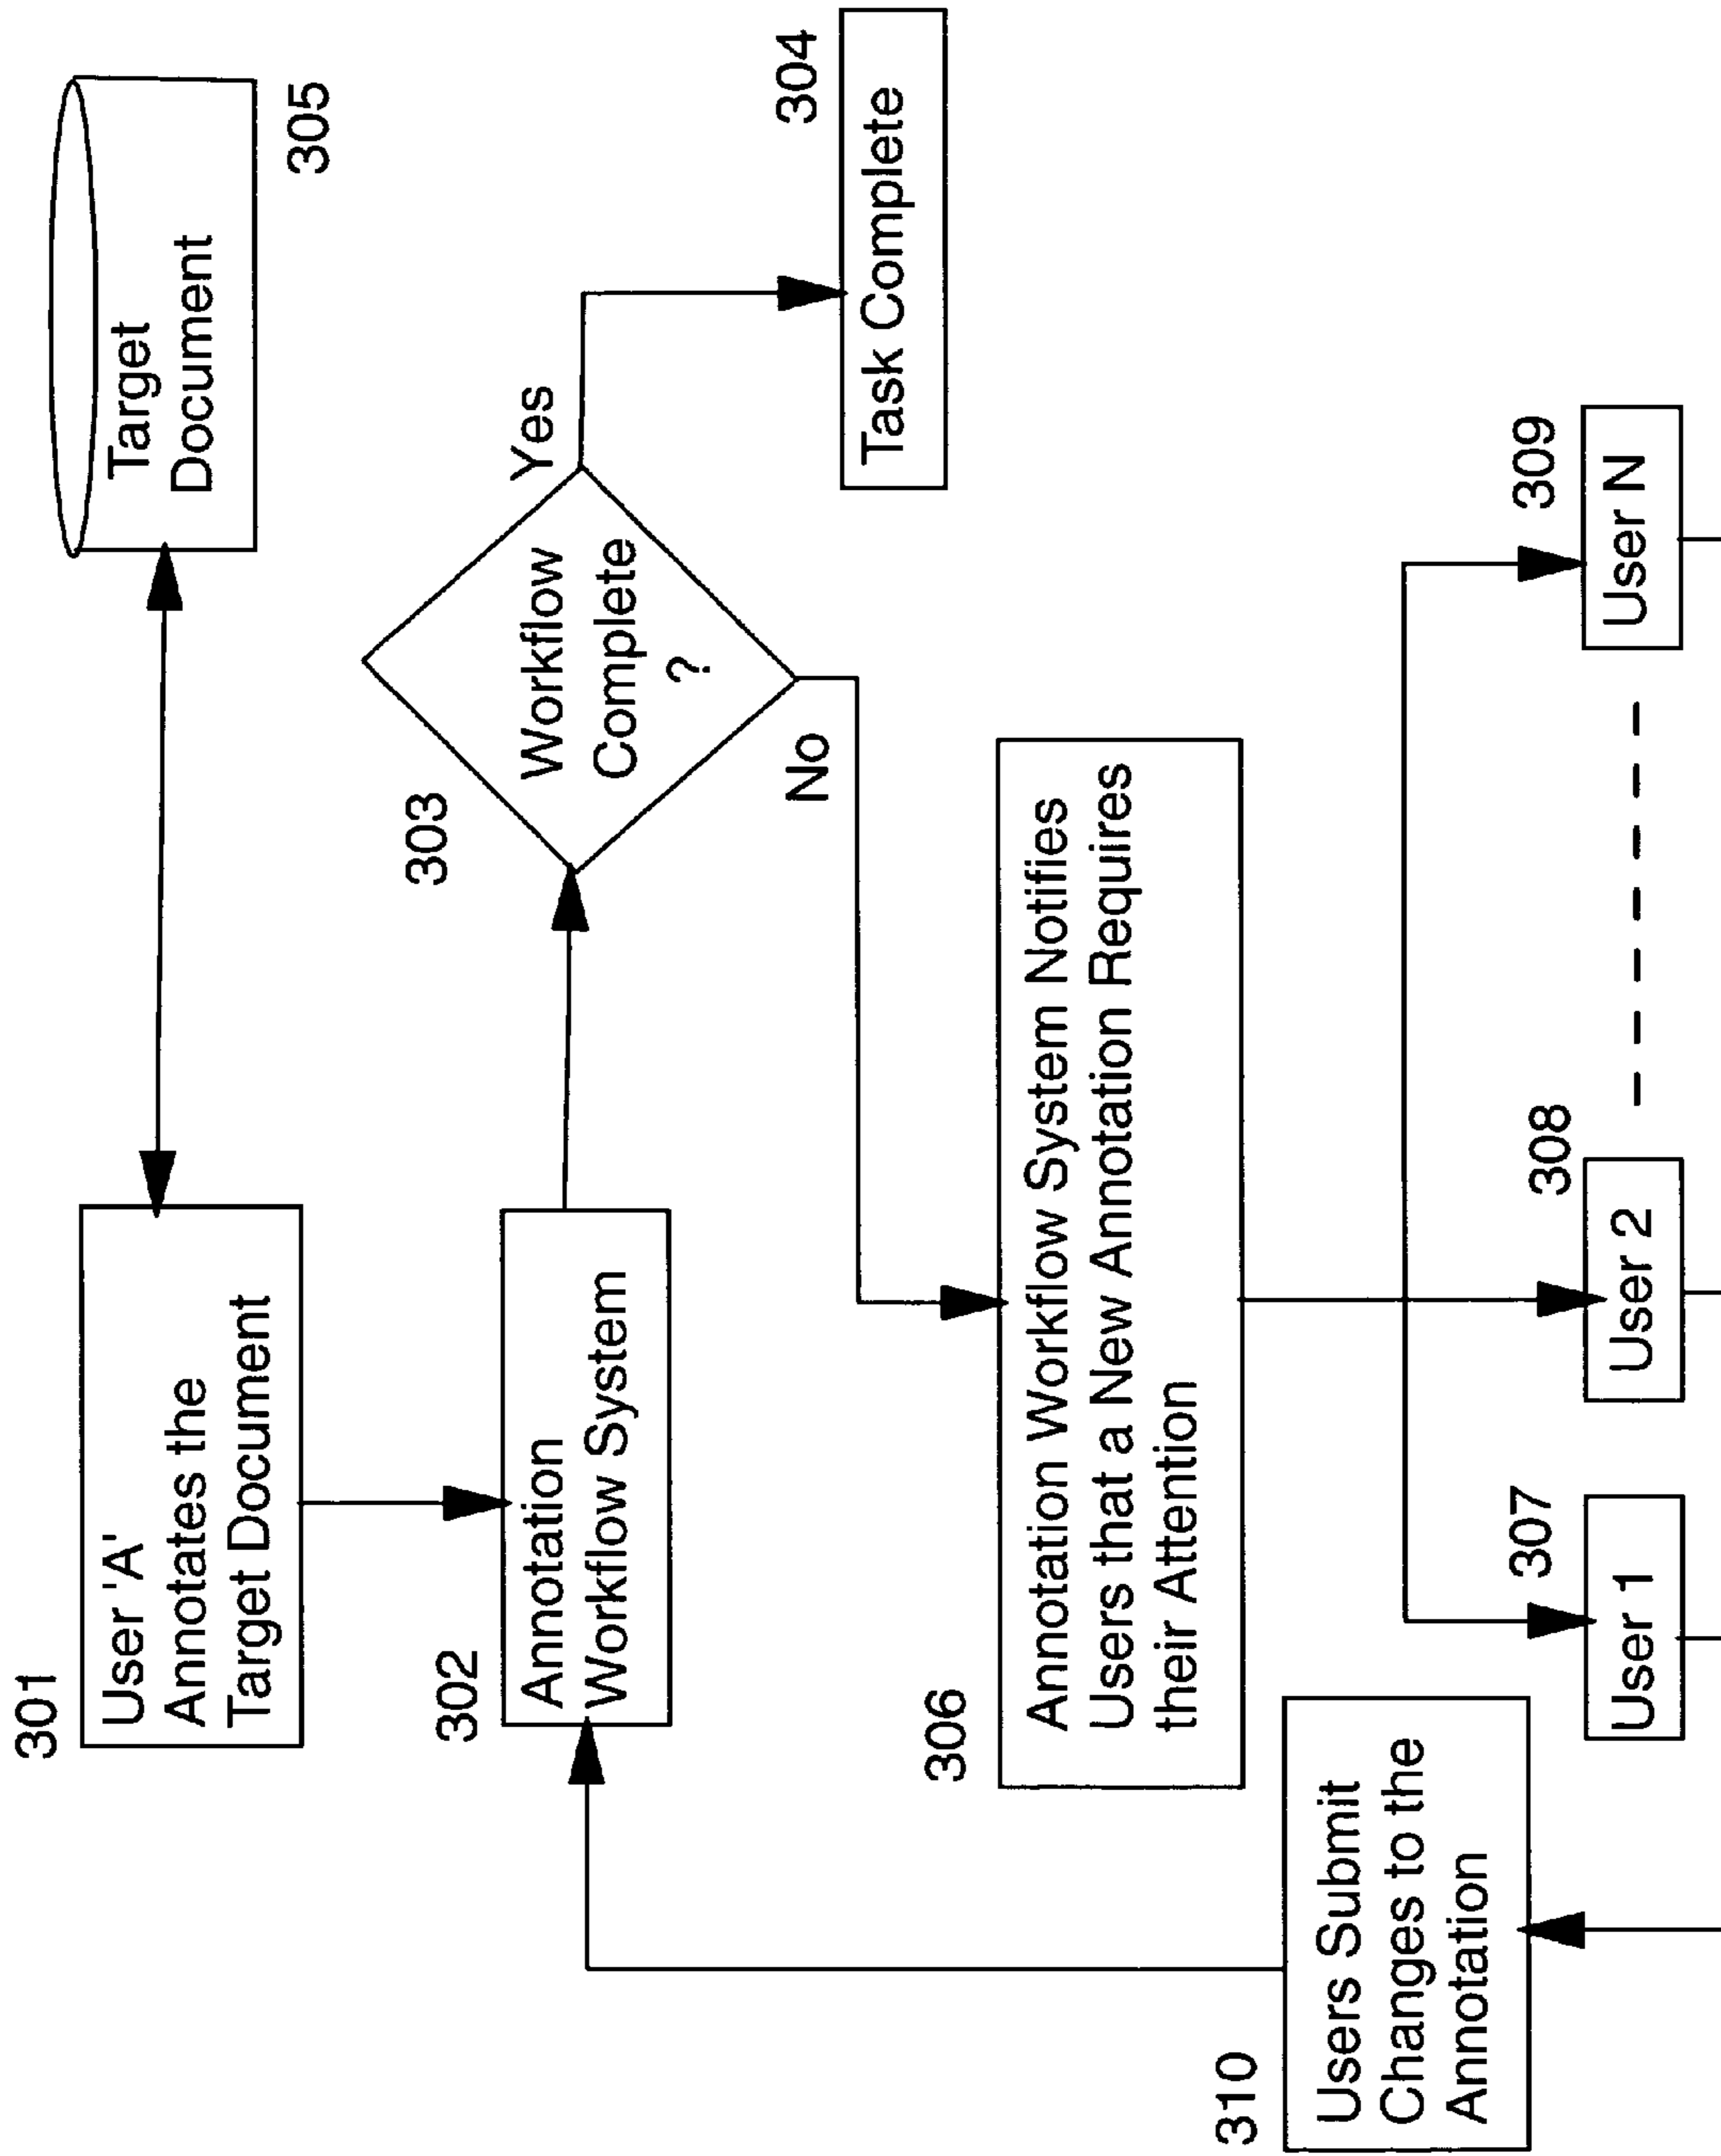 301
User 'A'
Annotates the
Target Document
Target
Document
305
302
Annotation
Workflow System
303
Workflow
Complete
?
Yes
No
304
Task Complete
306
Annotation Workflow System Notifies
Users that a New Annotation Requires
their Attention
310
Users Submit
Changes to the
Annotation
307
User 1
308
User 2
309
User N